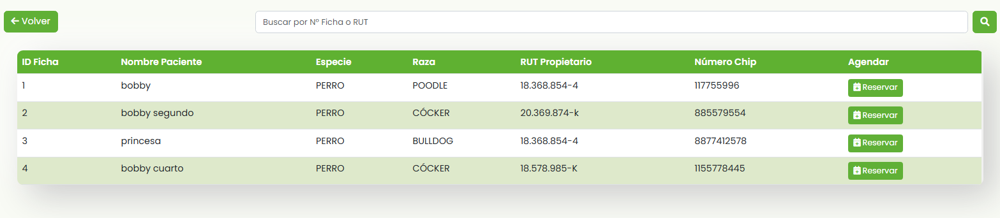 Volver
Buscar por Nº Ficha o RUT
ID Ficha Nombre Paciente Especie Raza RUT Propietario Número Chip Agendar
1 bobby PERRO POODLE 18.368.854-4 117755996 Reservar
2 bobby segundo PERRO CÓCKER 20.369.874-k 885579554 Reservar
3 princesa PERRO BULLDOG 18.368.854-4 8877412578 Reservar
4 bobby cuarto PERRO CÓCKER 18.578.985-K 1155778445 Reservar